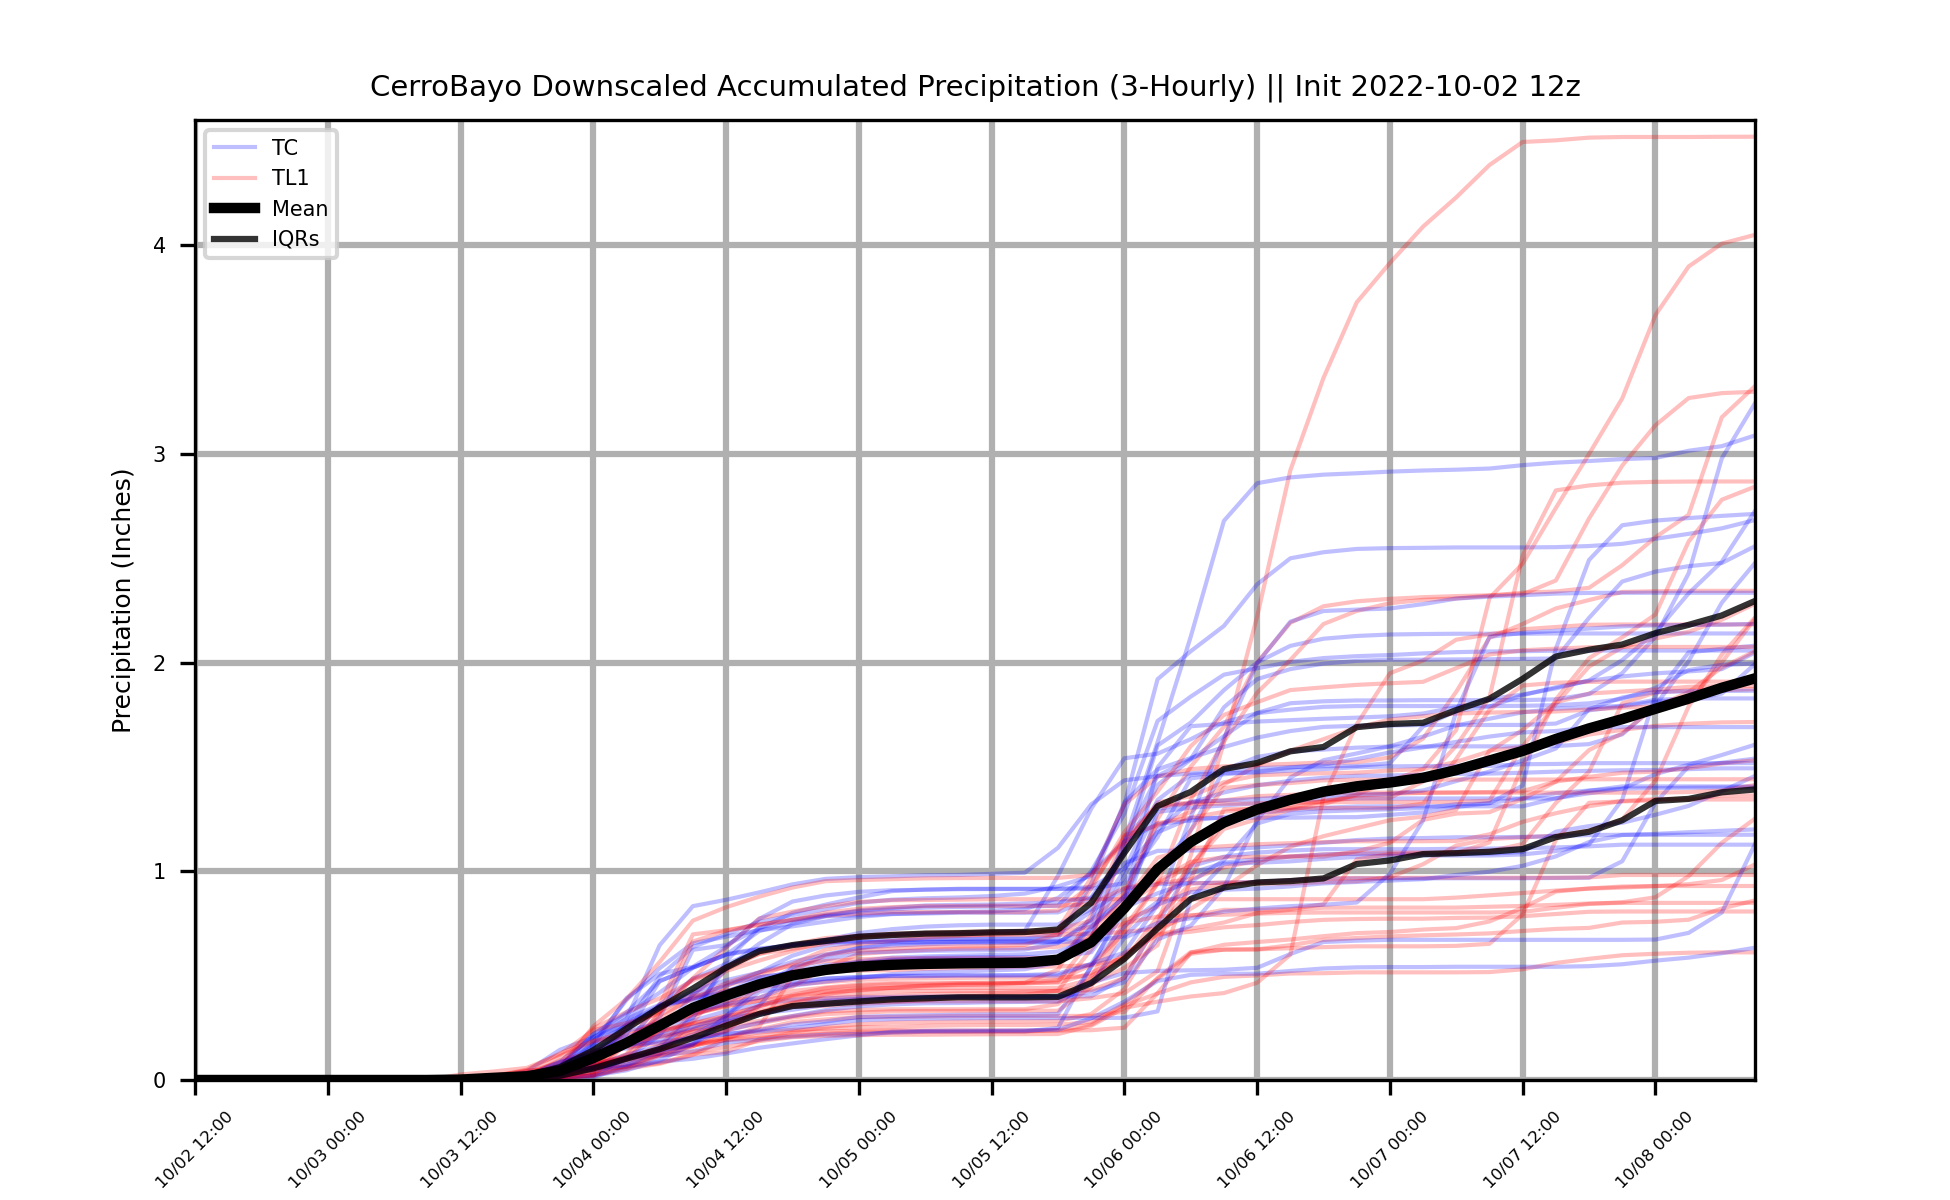 CerroBayo Downscaled Accumulated Precipitation (3-Hourly) || Init 2022-10-02 12z
TC
TL1
Mean
IQRs
Precipitation (Inches)
4
3
2
1
0
10/02 12:00
10/03 00:00
10/03 12:00
10/04 00:00
10/04 12:00
10/05 00:00
10/05 12:00
10/06 00:00
10/06 12:00
10/07 00:00
10/07 12:00
10/08 00:00